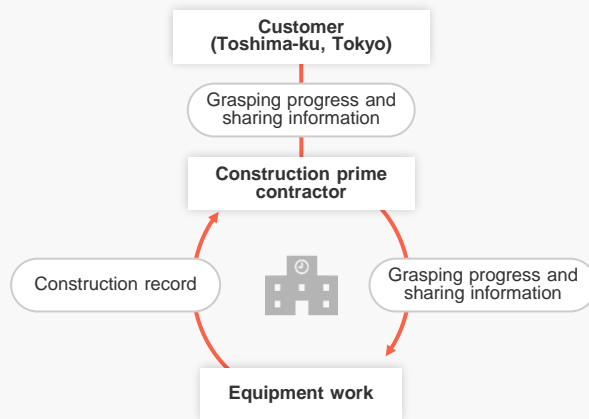 Customer
(Toshima-ku, Tokyo)
Grasping progress and
sharing information
Construction prime
contractor
Construction record
Grasping progress and
sharing information
Equipment work